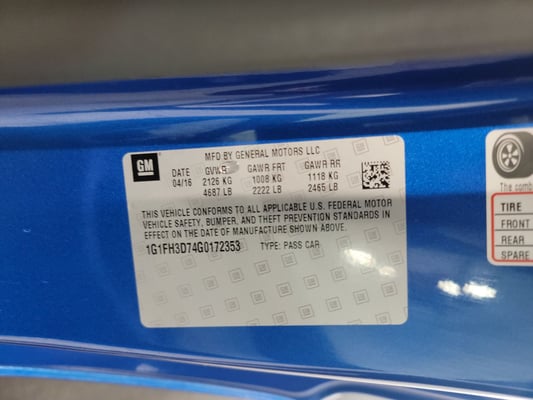 MFD BY GENERAL MOTORS LLC
GM
DATE GVWR GAWR FRT GAWR RR
04/16 2126 KG 1008 KG 1118 KG
4687 LB 2222 LB 2465 LB
THIS VEHICLE CONFORMS TO ALL APPLICABLE U.S. FEDERAL MOTOR
VEHICLE SAFETY, BUMPER, AND THEFT PREVENTION STANDARDS IN
EFFECT ON THE DATE OF MANUFACTURE SHOWN ABOVE.
1G1FH3D74G0172353 TYPE: PASS CAR
The comb
TIRE
FRONT
REAR
SPARE